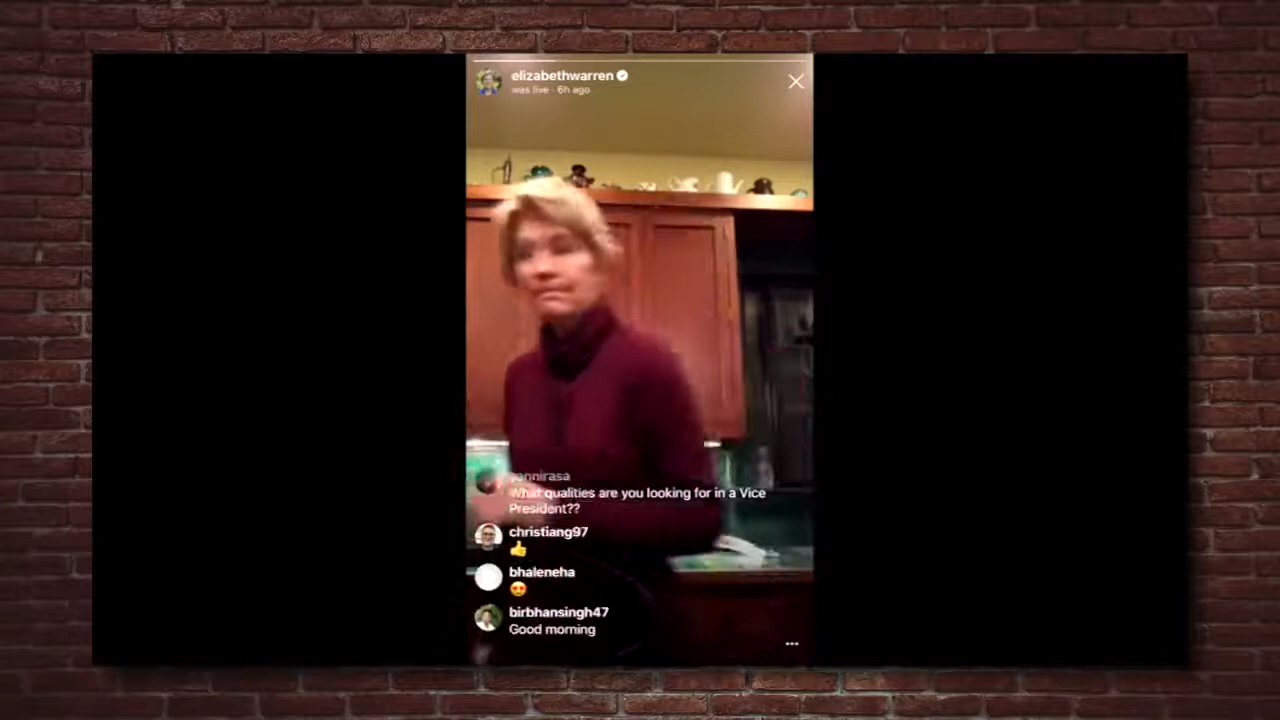 elizabethwarren
was live · 6h ago
What qualities are you looking for in a Vice
President??
christiang97
👍
bhaleneha
😍
birbhansingh47
Good morning